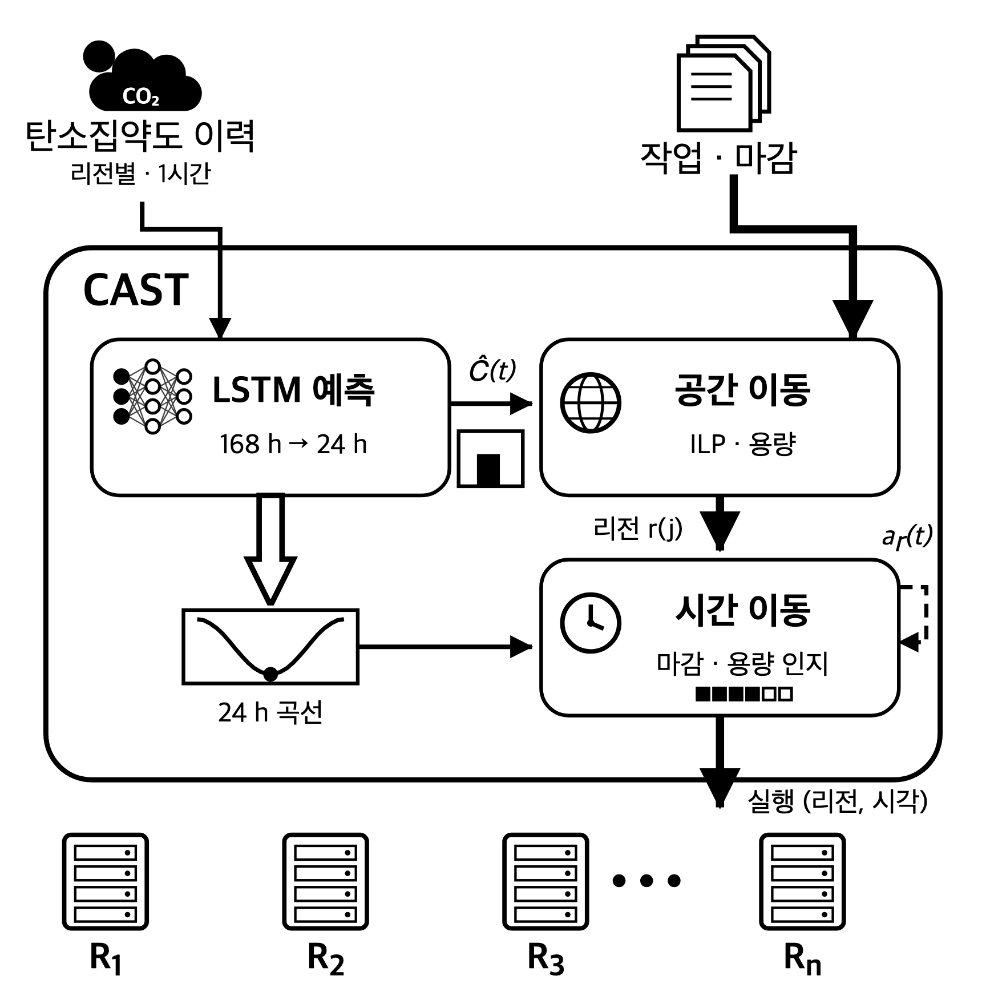 CO₂
탄소집약도 이력
리전별 · 1시간
작업 · 마감
CAST
LSTM 예측
168 h → 24 h
Ĉ(t)
공간 이동
ILP · 용량
리전 r(j)
aᵣ(t)
시간 이동
마감 · 용량 인지
24 h 곡선
실행 (리전, 시각)
R₁
R₂
R₃
Rₙ